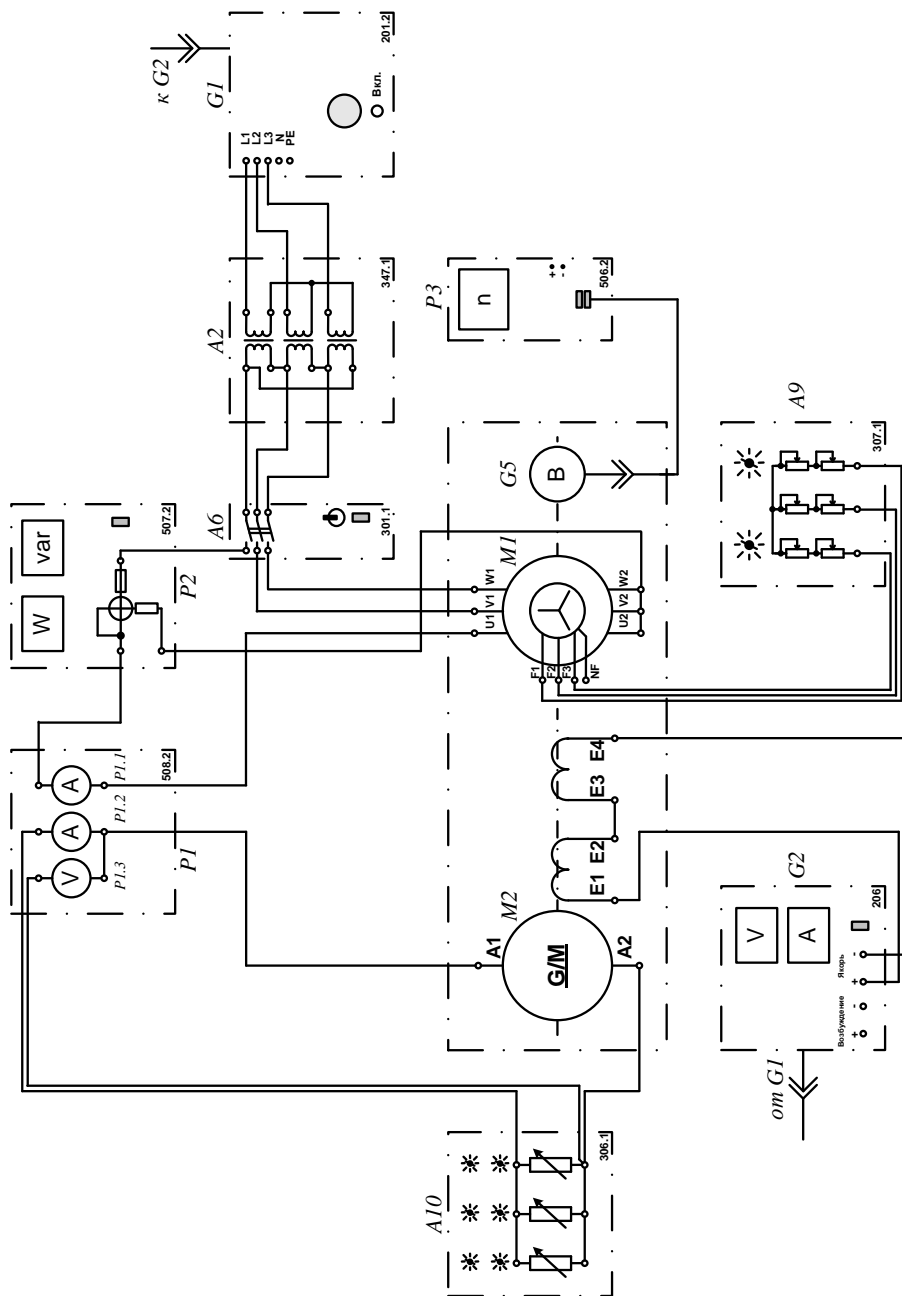 к G2
G1
201.2
L1
L2
L3
N
PE
Вкл.
A2
347.1
P3
n
+
-
506.2
A6
301.1
var
W
507.2
P2
G5
B
A9
307.1
M1
U1
V1
W1
U2
V2
W2
F1
F2
F3
NF
A
A
V
P1.1
P1.2
P1.3
508.2
P1
E1
E2
E3
E4
M2
A1
A2
G/M
G2
V
A
206
Возбуждение
Якорь
+
-
+
-
от G1
A10
306.1